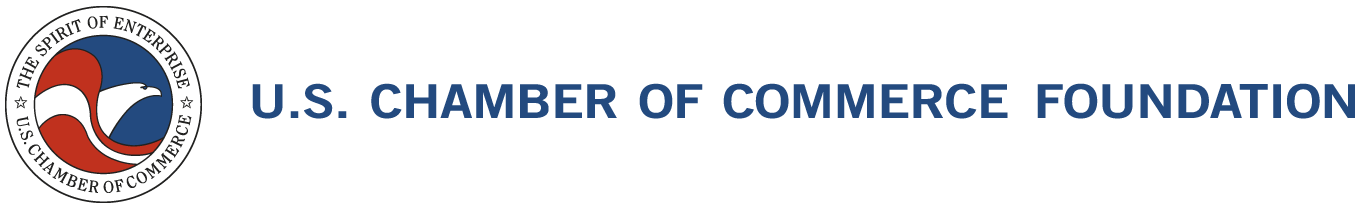 THE SPIRIT OF ENTERPRISE
U.S. CHAMBER OF COMMERCE
U.S. CHAMBER OF COMMERCE FOUNDATION